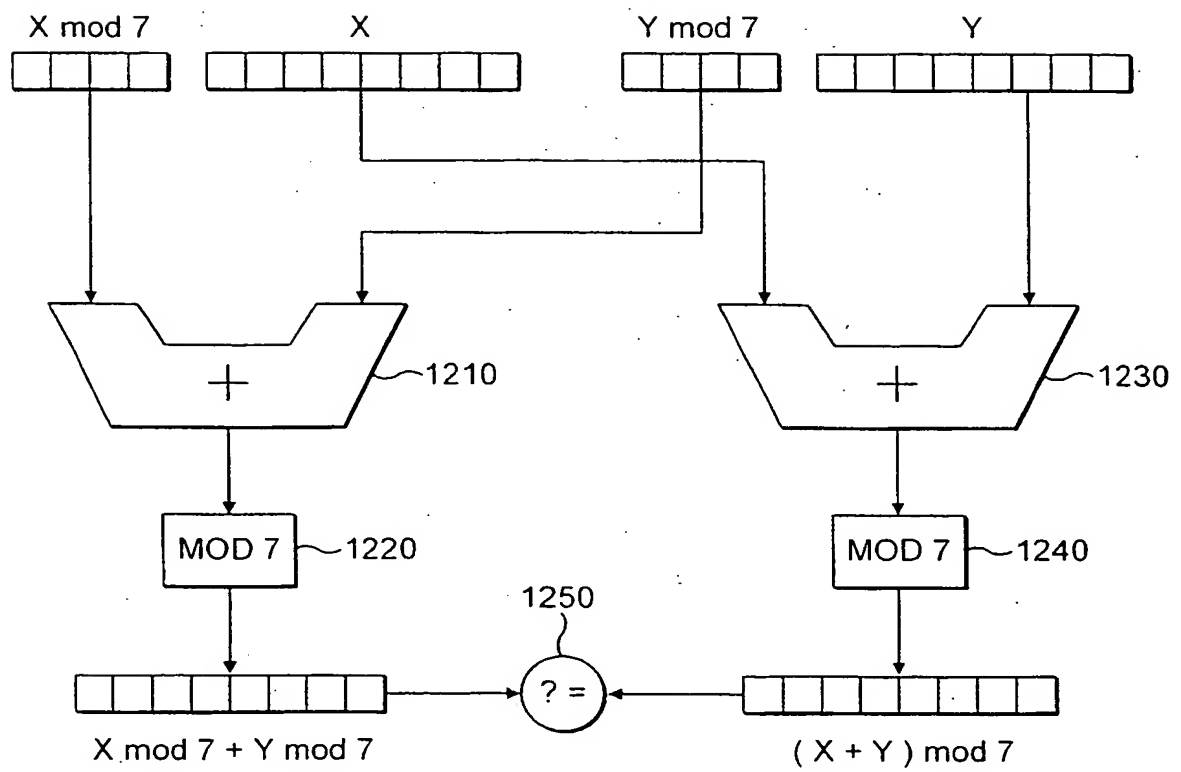 X mod 7
X
Y mod 7
Y
+
1210
+
1230
MOD 7
1220
MOD 7
1240
1250
? =
X mod 7 + Y mod 7
( X + Y ) mod 7